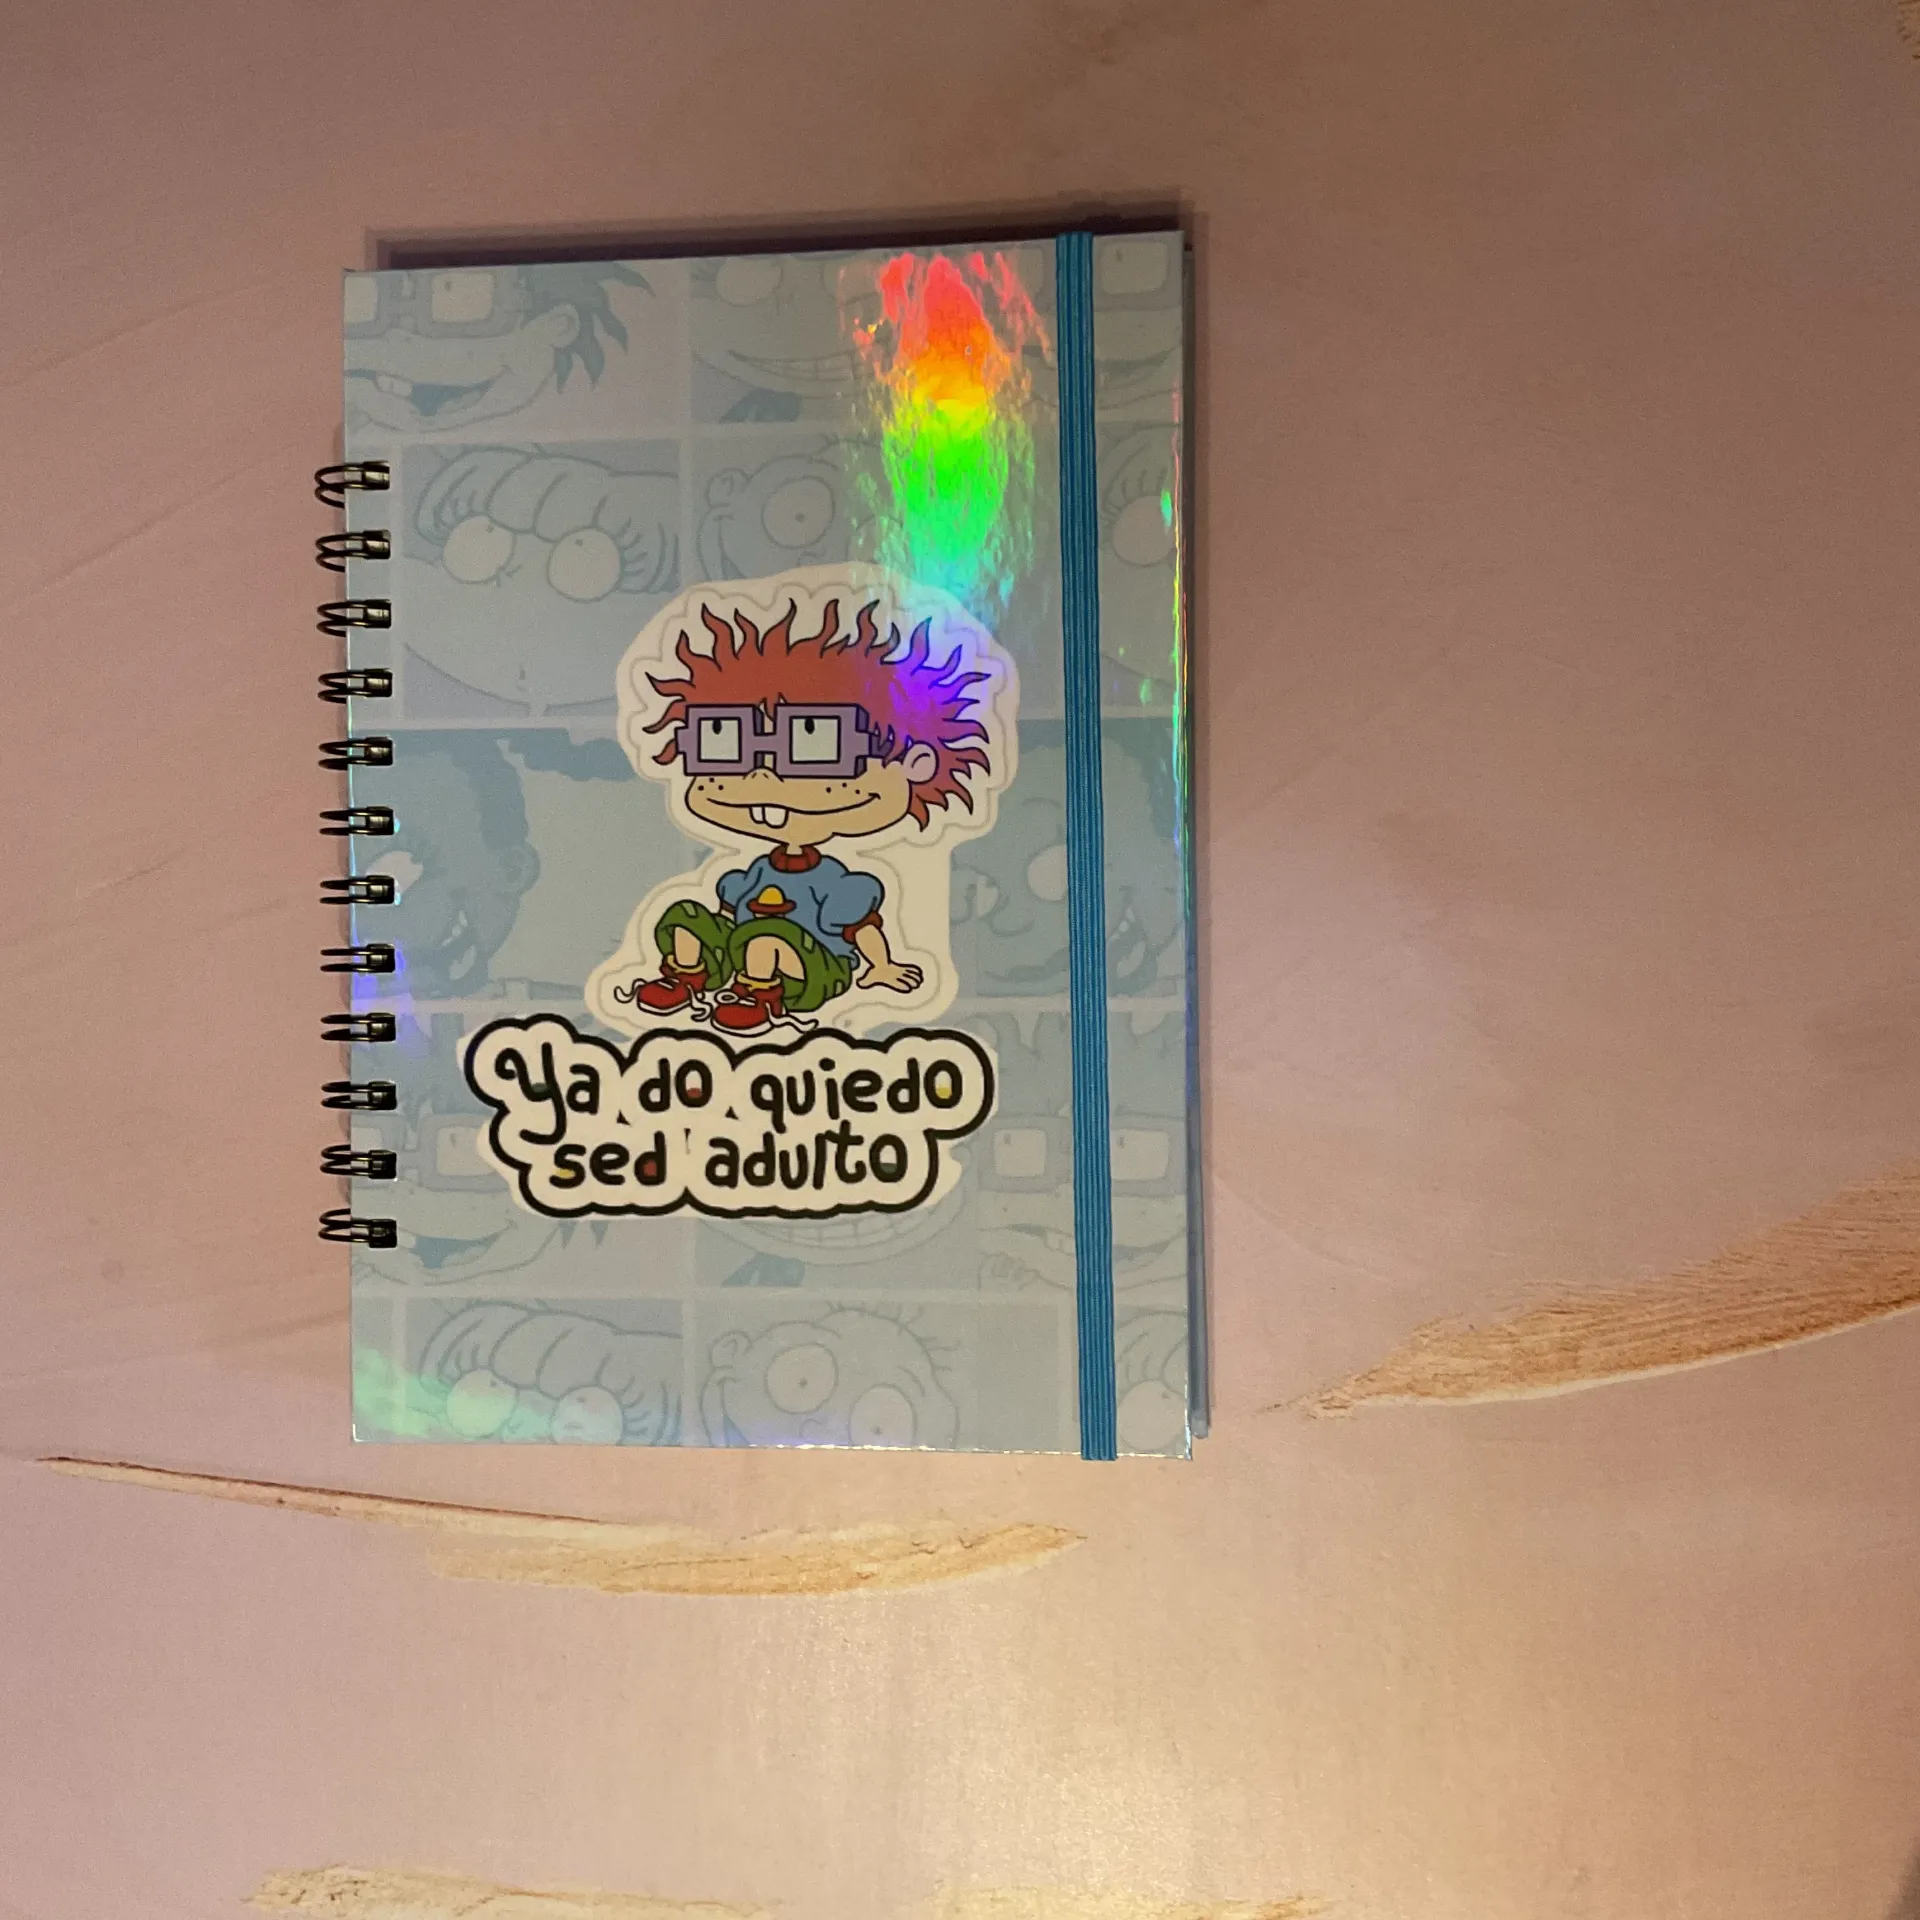 Ya do quiedo
sed adulto